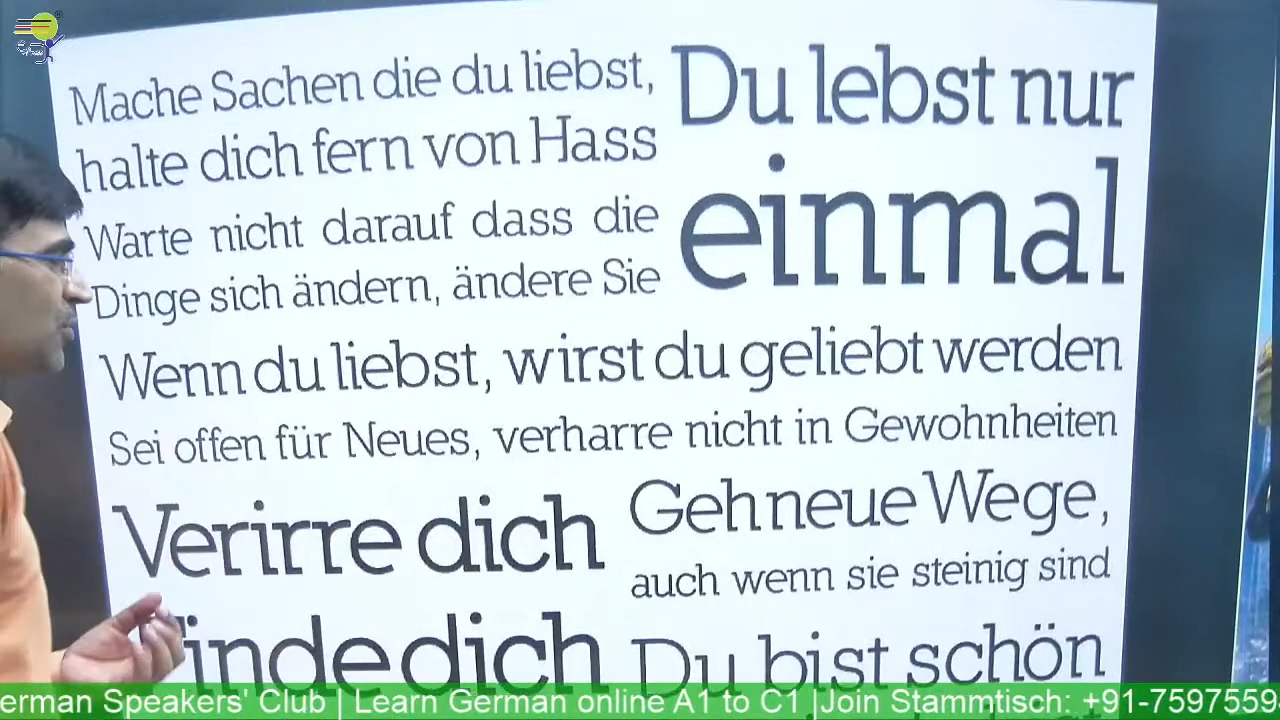 Mache Sachen die du liebst,
halte dich fern von Hass
Du lebst nur
einmal
Warte nicht darauf dass die
Dinge sich ändern, ändere Sie
Wenn du liebst, wirst du geliebt werden
Sei offen für Neues, verharre nicht in Gewohnheiten
Verirre dich
Geh neue Wege,
auch wenn sie steinig sind
inde dich
Du bist schön
erman Speakers' Club | Learn German online A1 to C1 |Join Stammtisch: +91-7597559